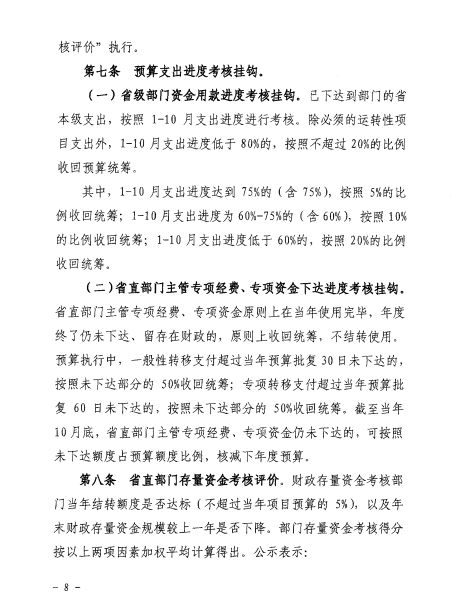 核评价”执行。
第七条　预算支出进度考核挂钩。
（一）省级部门资金用款进度考核挂钩。已下达到部门的省
本级支出，按照 1-10 月支出进度进行考核。除必须的运转性项
目支出外，1-10 月支出进度低于 80%的，按照不超过 20%的比例
收回预算统筹。
其中，1-10 月支出进度达到 75%的（含 75%），按照 5%的比
例收回统筹；1-10 月支出进度为 60%-75%的（含 60%），按照 10%
的比例收回统筹；1-10 月支出进度低于 60%的，按照 20%的比例
收回统筹。
（二）省直部门主管专项经费、专项资金下达进度考核挂钩。
省直部门主管专项经费、专项资金原则上在当年使用完毕，年度
终了仍未下达、留存在财政的，原则上收回统筹，不结转使用。
预算执行中，一般性转移支付超过当年预算批复 30 日未下达的，
按照未下达部分的 50%收回统筹；专项转移支付超过当年预算批
复 60 日未下达的，按照未下达部分的 50%收回统筹。截至当年
10 月底，省直部门主管专项经费、专项资金仍未下达的，可按照
未下达额度占预算额度比例，核减下年度预算。
第八条　省直部门存量资金考核评价。财政存量资金考核部
门当年结转额度是否达标（不超过当年项目预算的 5%），以及年
末财政存量资金规模较上一年是否下降。部门存量资金考核得分
按以上两项因素加权平均计算得出。公示表示：
- 8 -